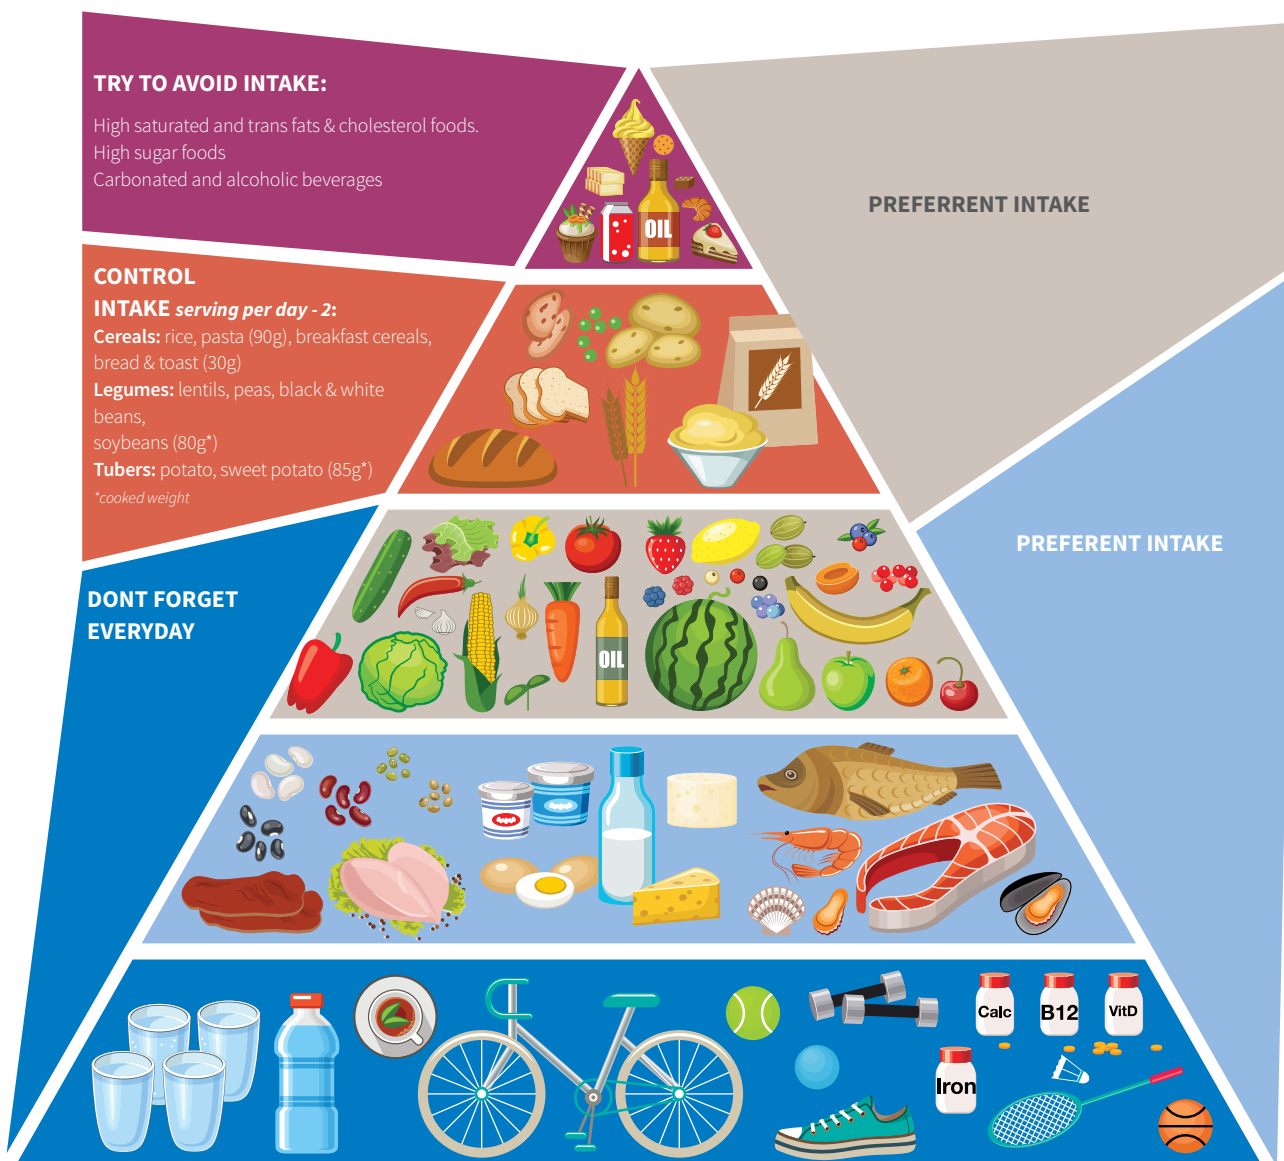 TRY TO AVOID INTAKE:
High saturated and trans fats & cholesterol foods.
High sugar foods
Carbonated and alcoholic beverages
PREFERRENT INTAKE
OIL
CONTROL
INTAKE serving per day - 2:
Cereals: rice, pasta (90g), breakfast cereals,
bread & toast (30g)
Legumes: lentils, peas, black & white
beans,
soybeans (80g*)
Tubers: potato, sweet potato (85g*)
*cooked weight
PREFERENT INTAKE
DONT FORGET
EVERYDAY
OIL
Calc
B12
VitD
Iron